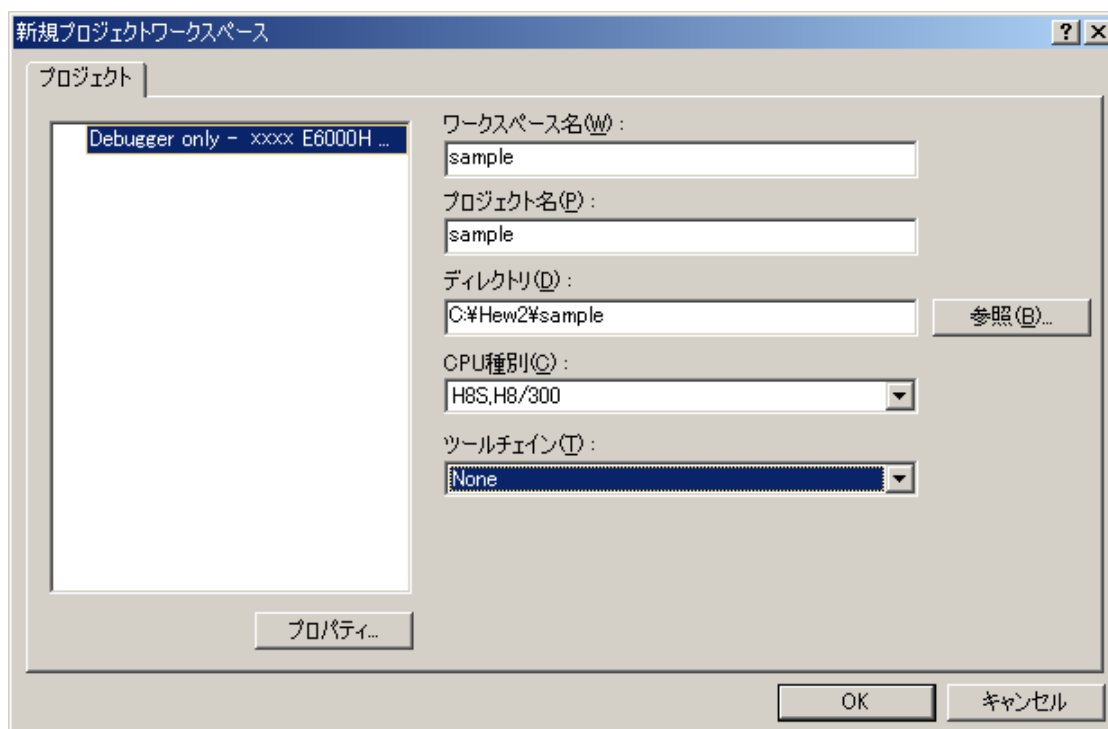 新規プロジェクトワークスペース
プロジェクト
Debugger only - xxxx E6000H ...
ワークスペース名(W) :
sample
プロジェクト名(P) :
sample
ディレクトリ(D) :
C:¥Hew2¥sample
参照(B)...
CPU種別(C) :
H8S,H8/300
ツールチェイン(T) :
None
プロパティ...
OK
キャンセル